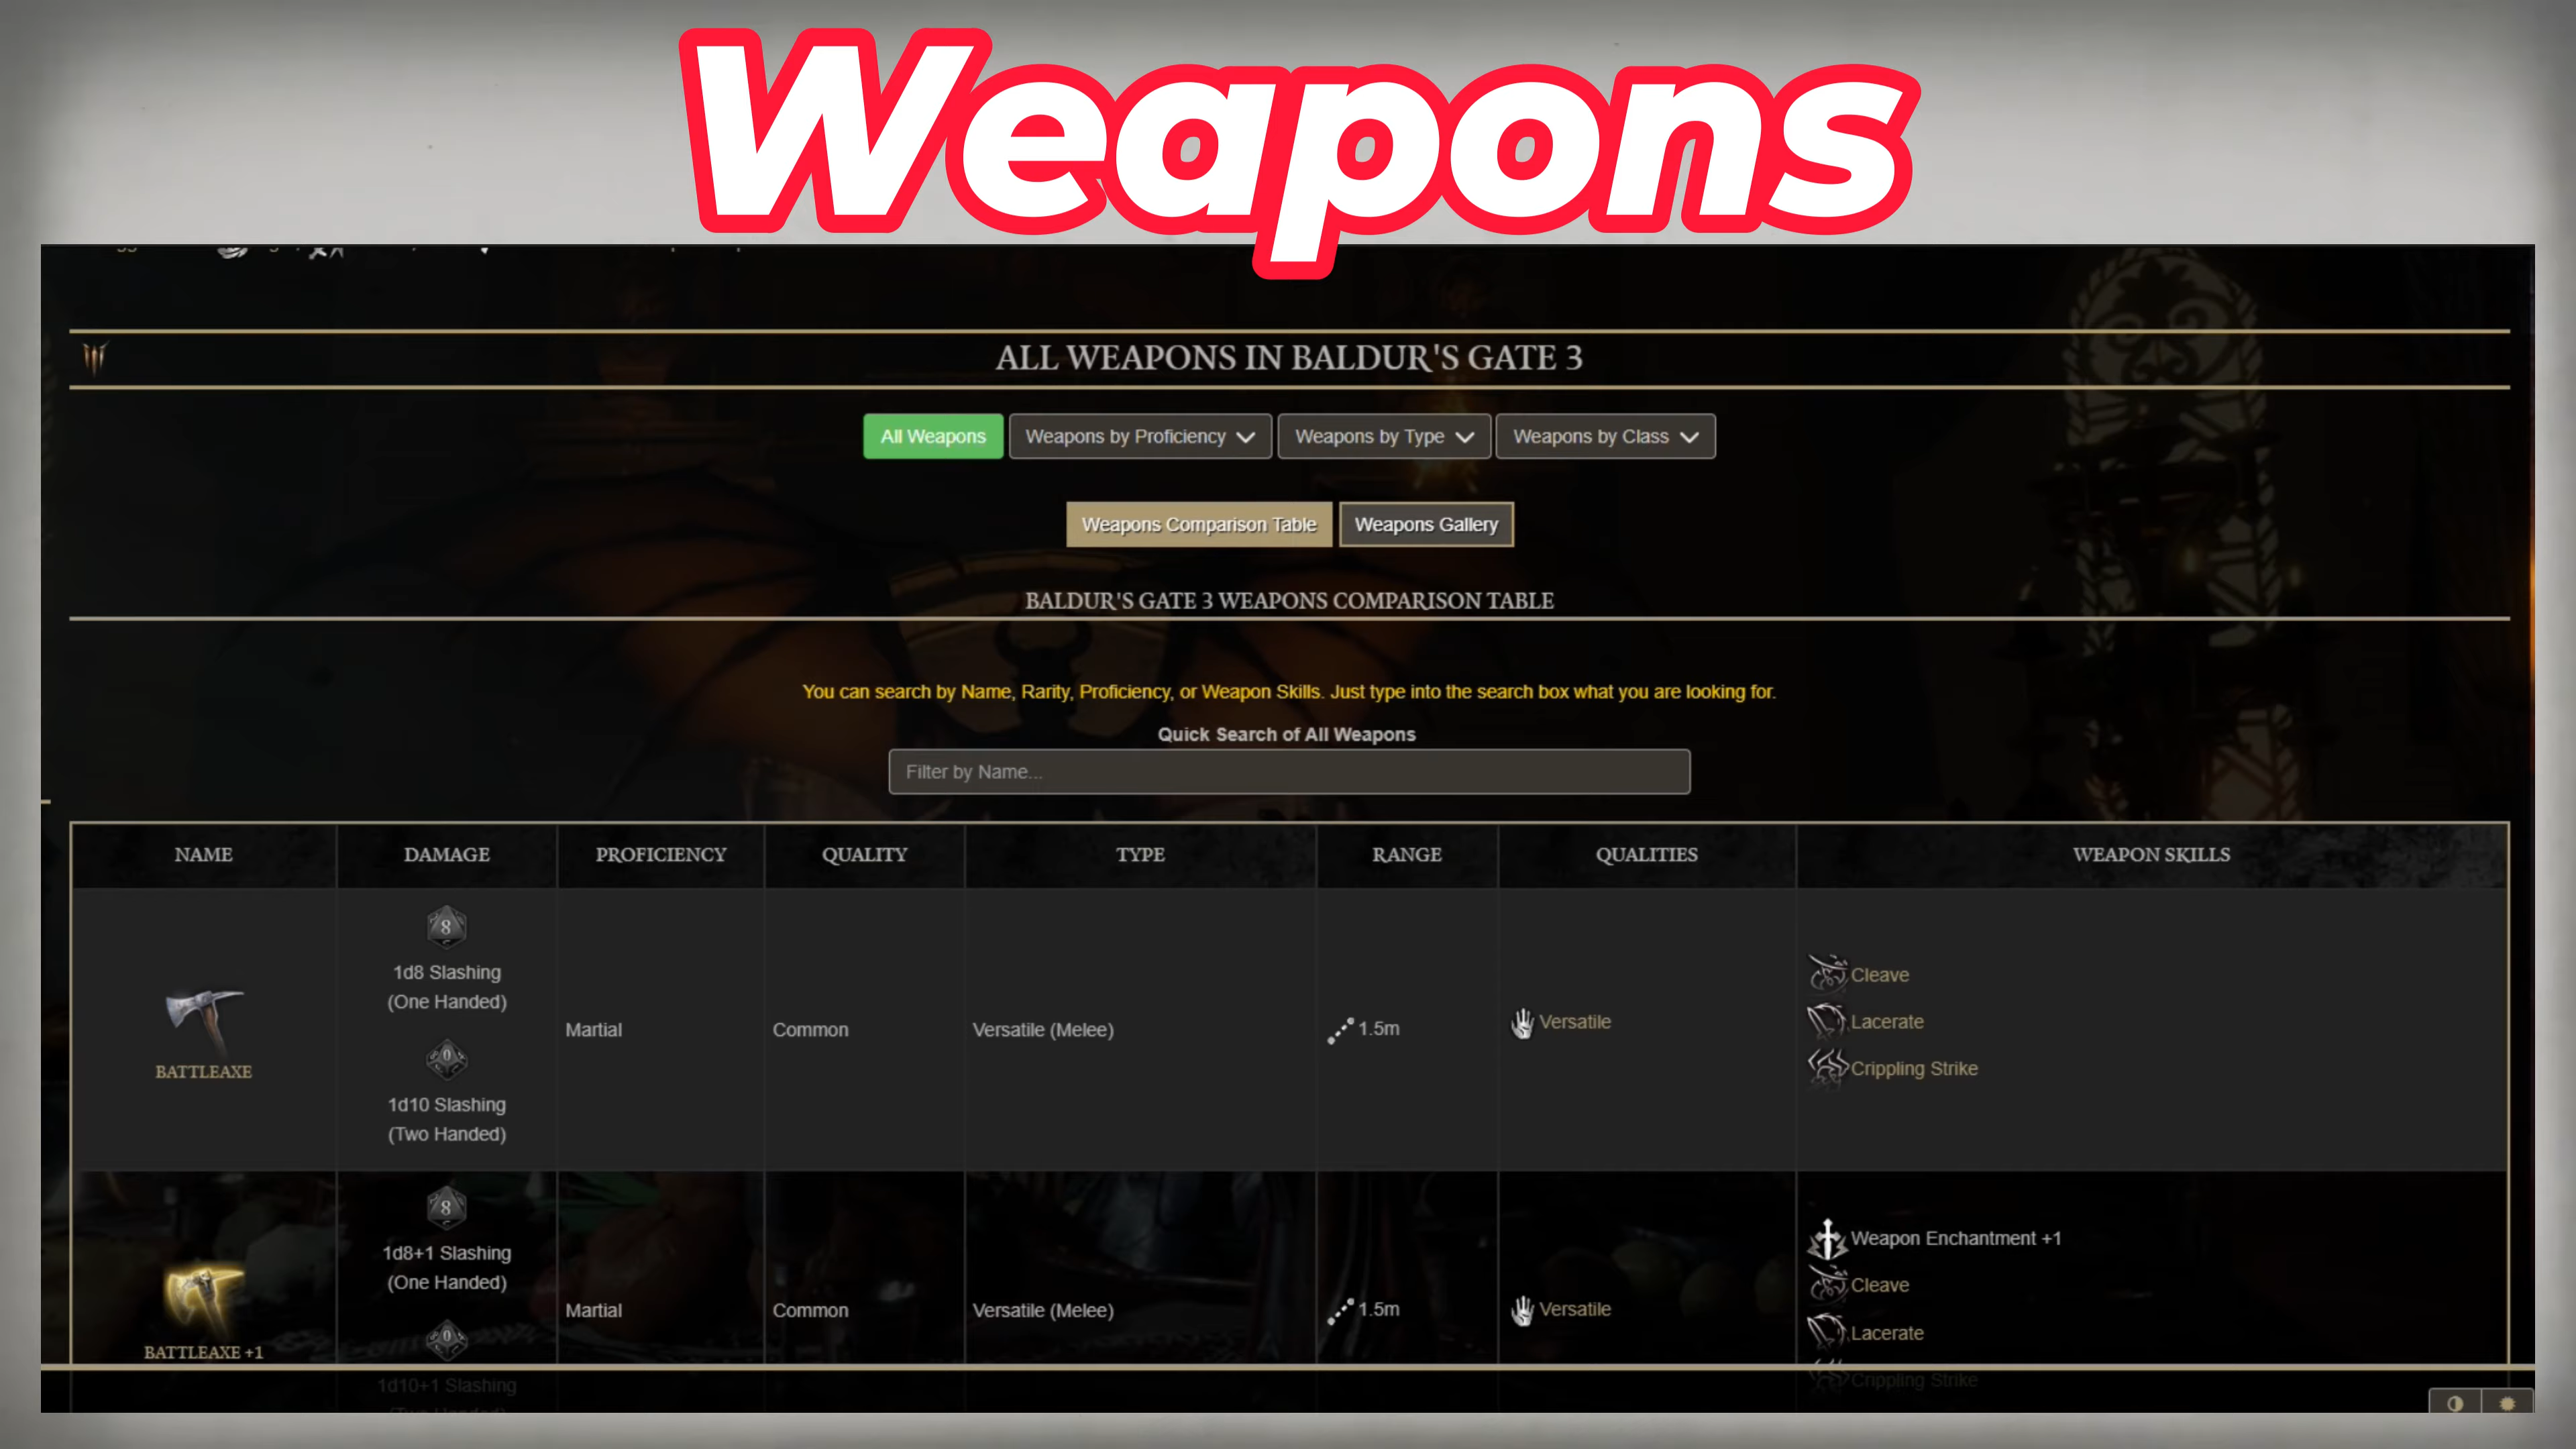 Weapons
ALL WEAPONS IN BALDUR'S GATE 3
All Weapons
Weapons by Proficiency
Weapons by Type
Weapons by Class
Weapons Comparison Table
Weapons Gallery
BALDUR'S GATE 3 WEAPONS COMPARISON TABLE
You can search by Name, Rarity, Proficiency, or Weapon Skills. Just type into the search box what you are looking for.
Quick Search of All Weapons
Filter by Name...
NAME DAMAGE PROFICIENCY QUALITY TYPE RANGE QUALITIES WEAPON SKILLS
BATTLEAXE
8
1d8 Slashing
(One Handed)
0
1d10 Slashing
(Two Handed)
Martial
Common
Versatile (Melee)
1.5m
Versatile
Cleave
Lacerate
Crippling Strike
BATTLEAXE +1
8
1d8+1 Slashing
(One Handed)
0
1d10+1 Slashing
(Two Handed)
Martial
Common
Versatile (Melee)
1.5m
Versatile
Weapon Enchantment +1
Cleave
Lacerate
Crippling Strike